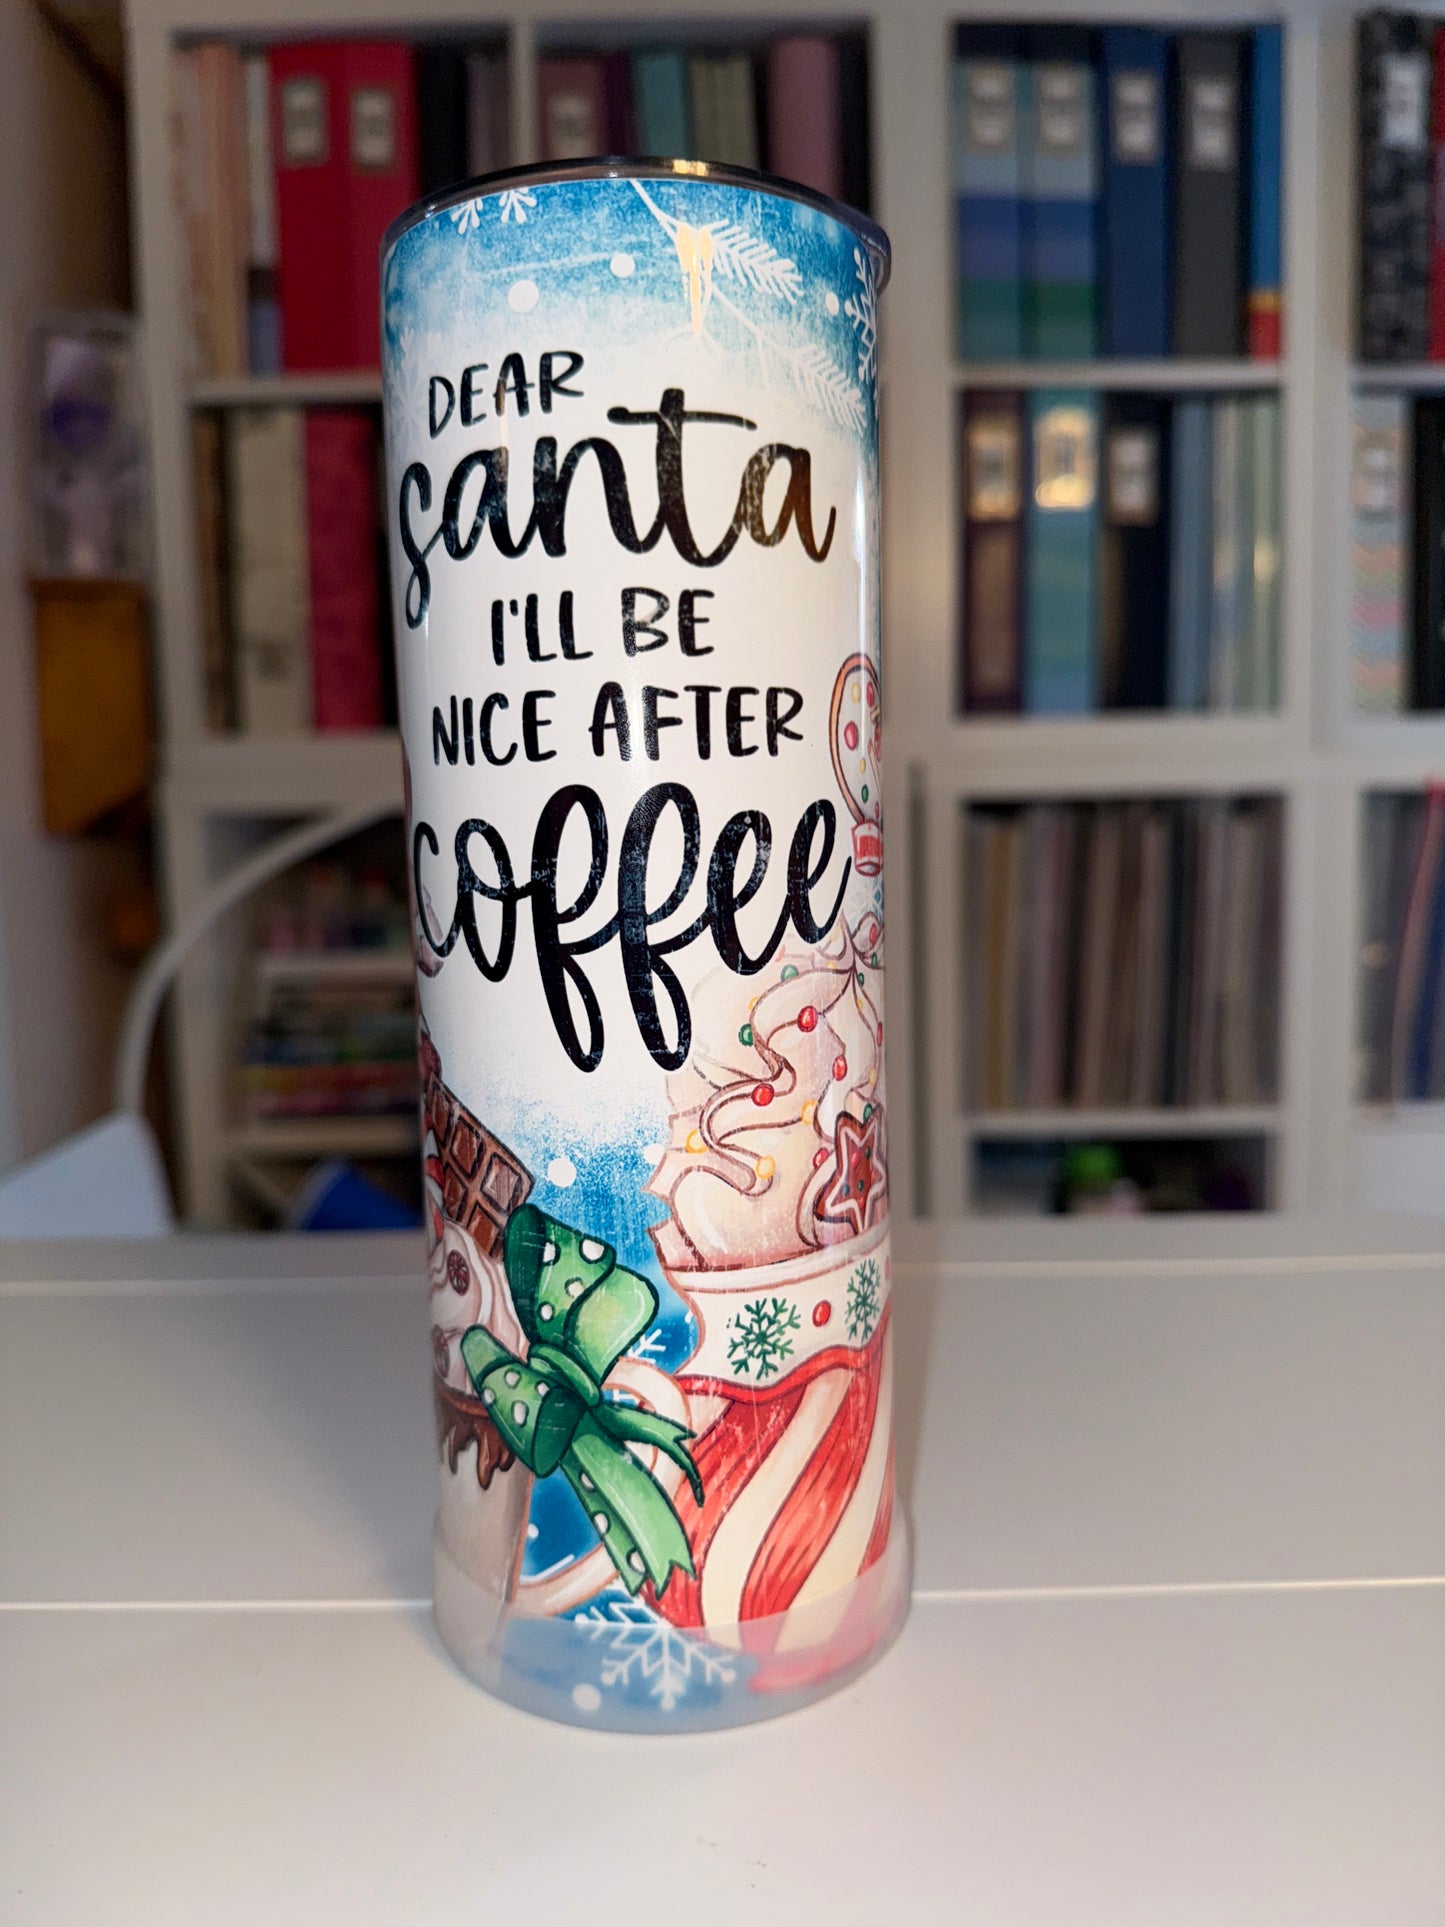 DEAR
santa
I'LL BE
NICE AFTER
coffee